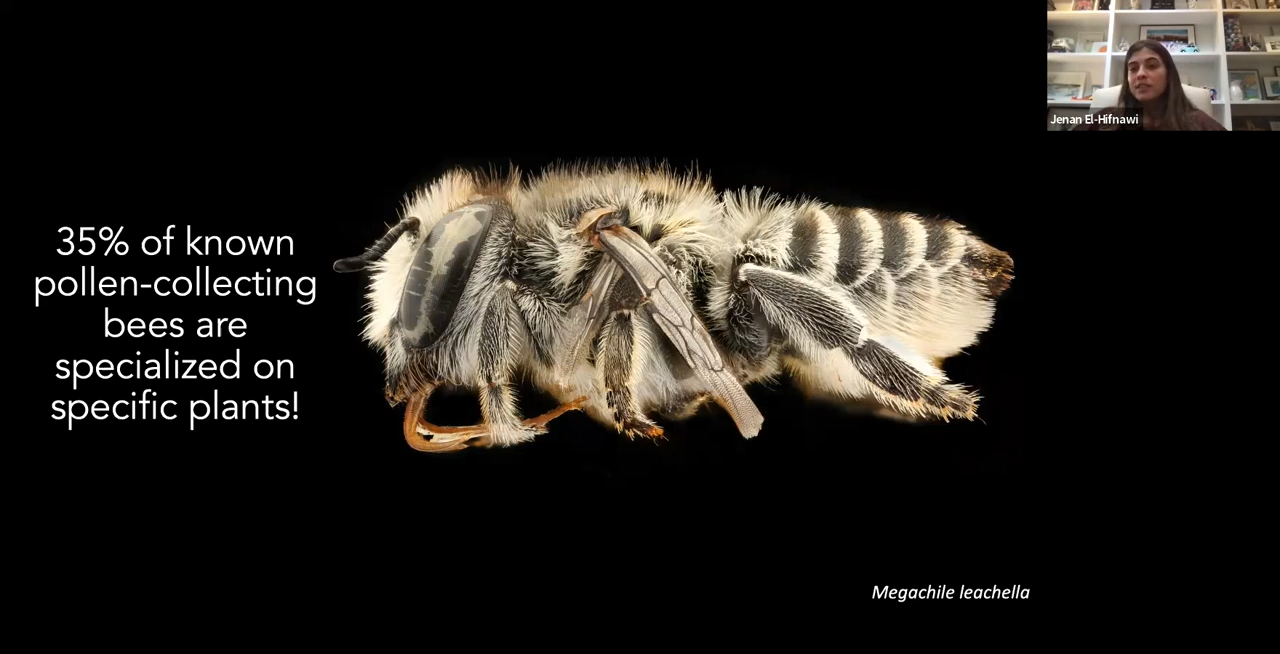 Jenan El-Hifnawi
35% of known
pollen-collecting
bees are
specialized on
specific plants!
Megachile leachella